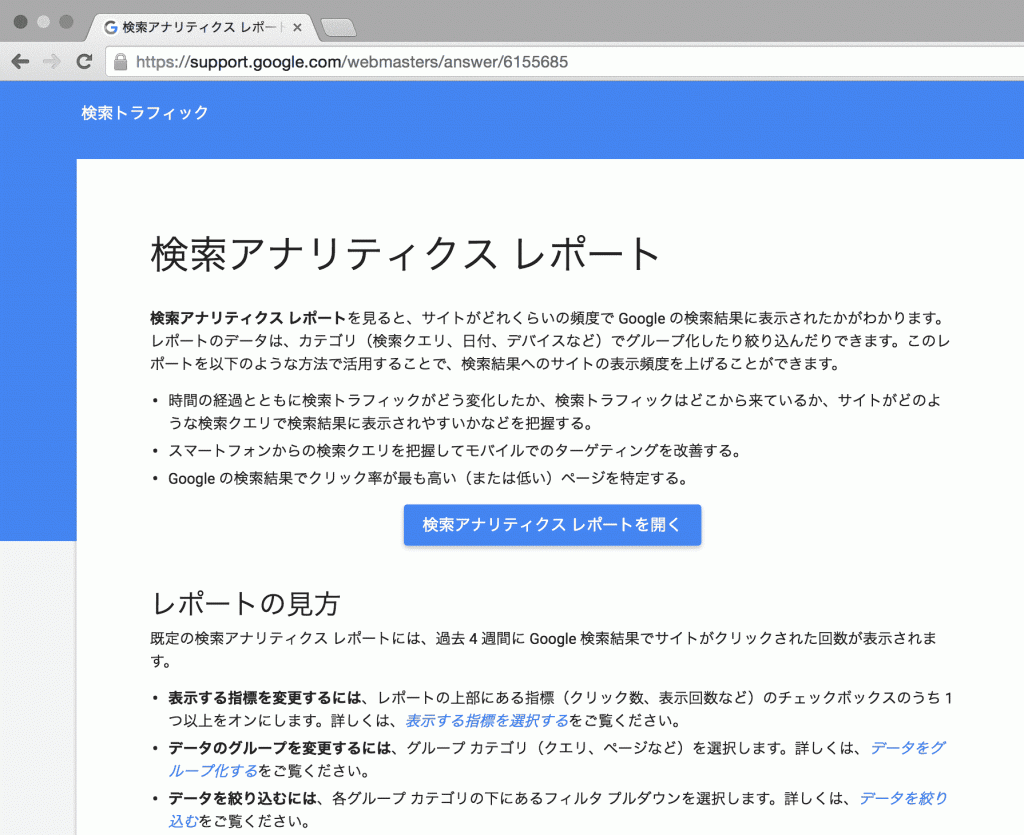 検索アナリティクス レポート
https://support.google.com/webmasters/answer/6155685
検索トラフィック
検索アナリティクス レポート
検索アナリティクス レポートを見ると、サイトがどれくらいの頻度で Google の検索結果に表示されたかがわかります。
レポートのデータは、カテゴリ（検索クエリ、日付、デバイスなど）でグループ化したり絞り込んだりできます。このレ
ポートを以下のような方法で活用することで、検索結果へのサイトの表示頻度を上げることができます。
• 時間の経過とともに検索トラフィックがどう変化したか、検索トラフィックはどこから来ているか、サイトがどのよ
うな検索クエリで検索結果に表示されやすいかなどを把握する。
• スマートフォンからの検索クエリを把握してモバイルでのターゲティングを改善する。
• Google の検索結果でクリック率が最も高い（または低い）ページを特定する。
検索アナリティクス レポートを開く
レポートの見方
既定の検索アナリティクス レポートには、過去 4 週間に Google 検索結果でサイトがクリックされた回数が表示されま
す。
• 表示する指標を変更するには、レポートの上部にある指標（クリック数、表示回数など）のチェックボックスのうち 1
つ以上をオンにします。詳しくは、表示する指標を選択するをご覧ください。
• データのグループを変更するには、グループ カテゴリ（クエリ、ページなど）を選択します。詳しくは、データをグ
ループ化するをご覧ください。
• データを絞り込むには、各グループ カテゴリの下にあるフィルタ プルダウンを選択します。詳しくは、データを絞り
込むをご覧ください。